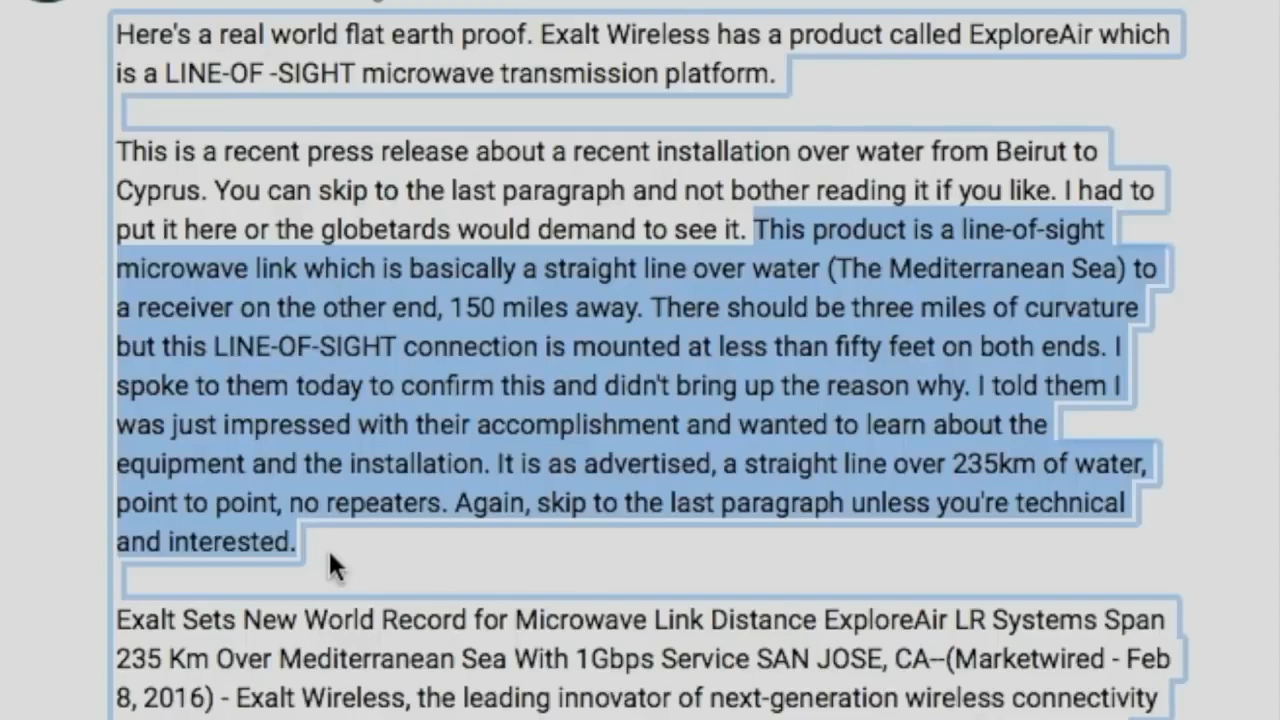 Here's a real world flat earth proof. Exalt Wireless has a product called ExploreAir which
is a LINE-OF -SIGHT microwave transmission platform.
This is a recent press release about a recent installation over water from Beirut to
Cyprus. You can skip to the last paragraph and not bother reading it if you like. I had to
put it here or the globetards would demand to see it. This product is a line-of-sight
microwave link which is basically a straight line over water (The Mediterranean Sea) to
a receiver on the other end, 150 miles away. There should be three miles of curvature
but this LINE-OF-SIGHT connection is mounted at less than fifty feet on both ends. I
spoke to them today to confirm this and didn't bring up the reason why. I told them I
was just impressed with their accomplishment and wanted to learn about the
equipment and the installation. It is as advertised, a straight line over 235km of water,
point to point, no repeaters. Again, skip to the last paragraph unless you're technical
and interested.
Exalt Sets New World Record for Microwave Link Distance ExploreAir LR Systems Span
235 Km Over Mediterranean Sea With 1Gbps Service SAN JOSE, CA--(Marketwired - Feb
8, 2016) - Exalt Wireless, the leading innovator of next-generation wireless connectivity